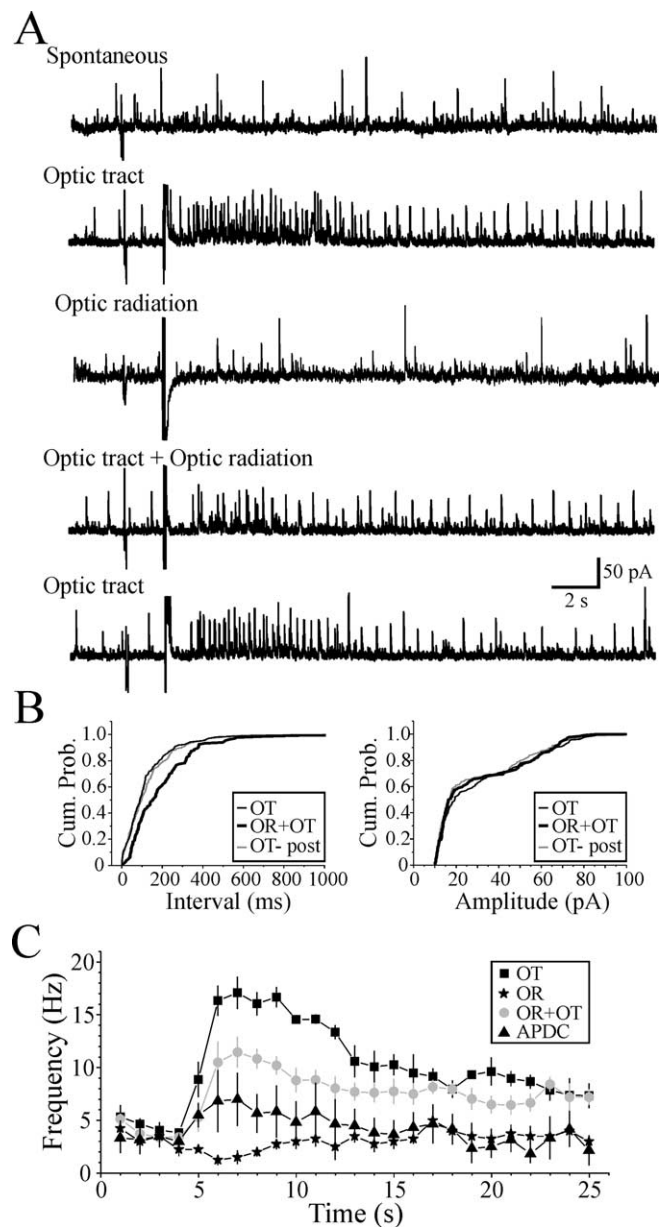 A
Spontaneous
Optic tract
Optic radiation
Optic tract + Optic radiation
50 pA
2 s
Optic tract
B
Cum. Prob.
1.0
0.8
0.6
0.4
0.2
0
OT
OR+OT
OT- post
0 200 400 600 800 1000
Interval (ms)
Cum. Prob.
1.0
0.8
0.6
0.4
0.2
0
OT
OR+OT
OT- post
0 20 40 60 80 100
Amplitude (pA)
C
Frequency (Hz)
20
15
10
5
0
OT
OR
OR+OT
APDC
0 5 10 15 20 25
Time (s)